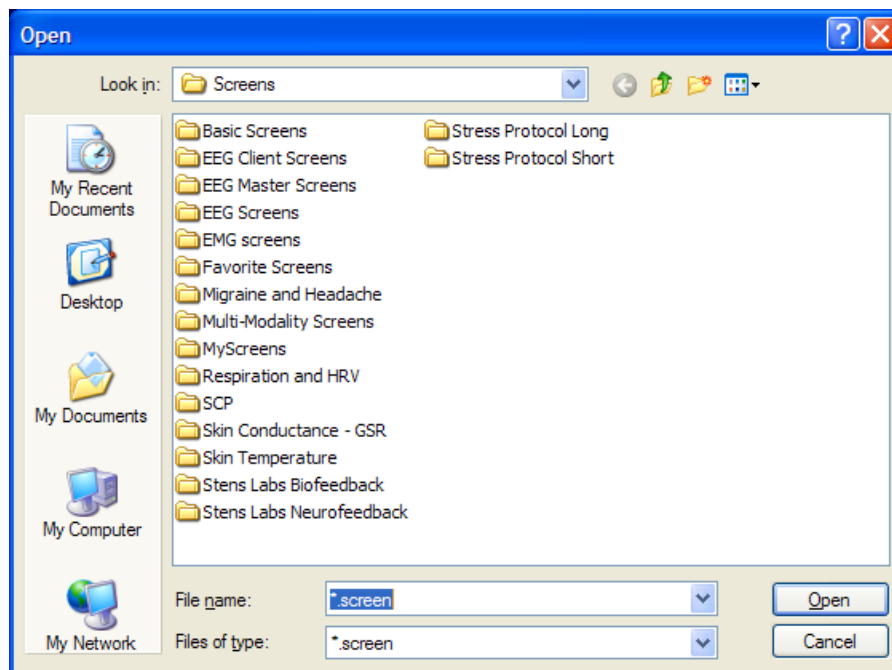 Open
Look in:
Screens
My Recent
Documents
Desktop
My Documents
My Computer
My Network
Basic Screens
EEG Client Screens
EEG Master Screens
EEG Screens
EMG screens
Favorite Screens
Migraine and Headache
Multi-Modality Screens
MyScreens
Respiration and HRV
SCP
Skin Conductance - GSR
Skin Temperature
Stens Labs Biofeedback
Stens Labs Neurofeedback
Stress Protocol Long
Stress Protocol Short
File name:
*.screen
Open
Files of type:
*.screen
Cancel